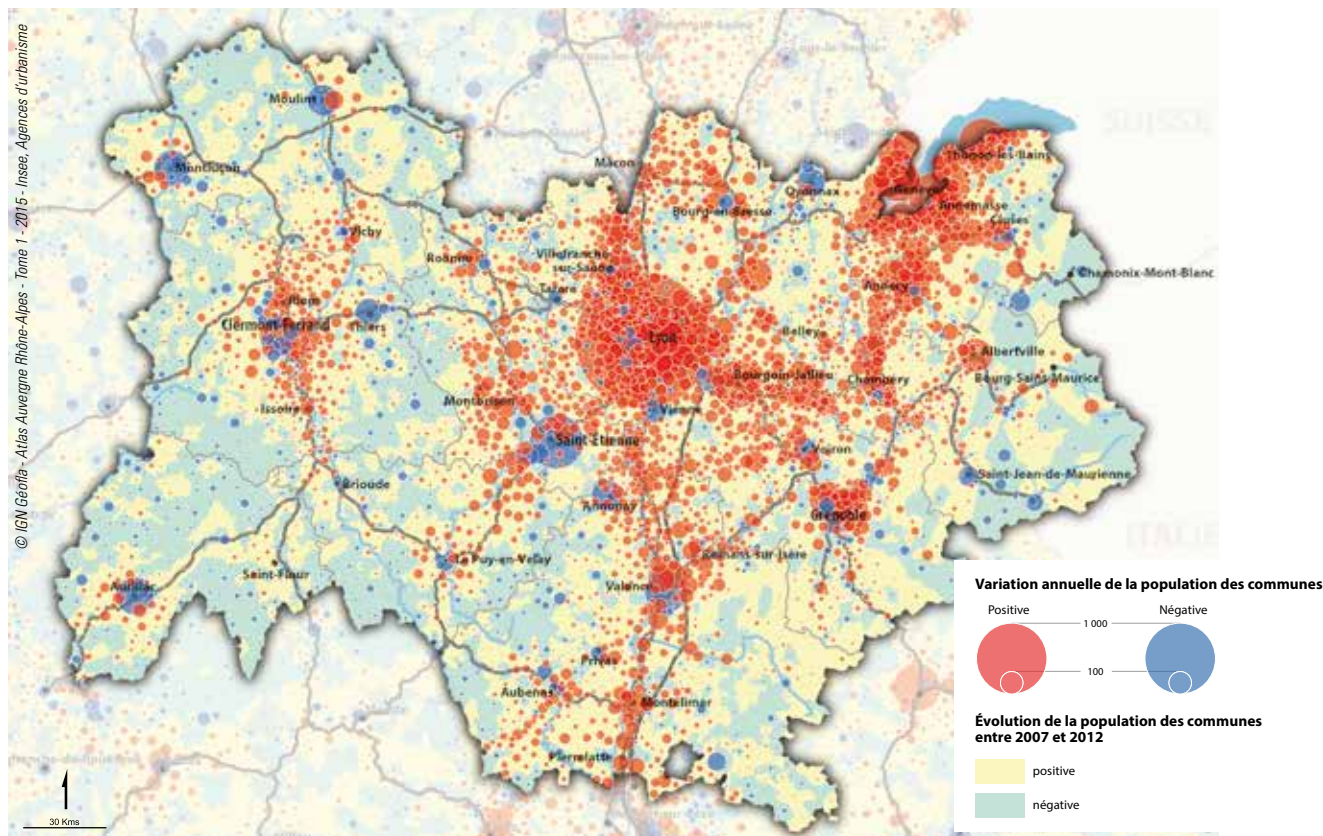 © IGN Géofla - Atlas Auvergne Rhône-Alpes - Tome 1 - 2015 - Insee, Agences d'urbanisme
SUISSE
Moulins
Montluçon
Mâcon
Thonon-les-Bains
Genève
Oyonnax
Annemasse
Bourg-en-Bresse
Cluses
Vichy
Roanne
Villefranche-
sur-Saône
Chamonix-Mont-Blanc
Tarare
Annecy
Riom
Clermont-Ferrand
Thiers
Lyon
Belley
Albertville
Bourg-Saint-Maurice
Bourgoin-Jallieu
Chambéry
Issoire
Montbrison
Vienne
Saint-Etienne
Voiron
Saint-Jean-de-Maurienne
Brioude
Annonay
Grenoble
ITALIE
Le Puy-en-Velay
Romans-sur-Isère
Saint-Flour
Aurillac
Valence
Privas
Aubenas
Montélimar
Pierrelatte
30 Kms
Variation annuelle de la population des communes
Positive
Négative
1 000
100
Évolution de la population des communes
entre 2007 et 2012
positive
négative